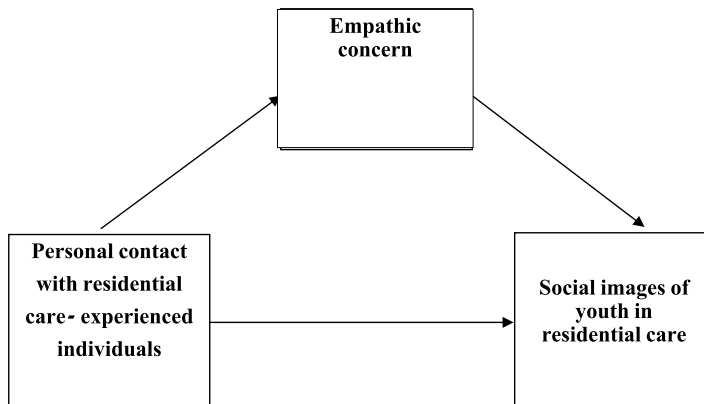 Empathic
concern
Personal contact
with residential
care- experienced
individuals
Social images of
youth in
residential care